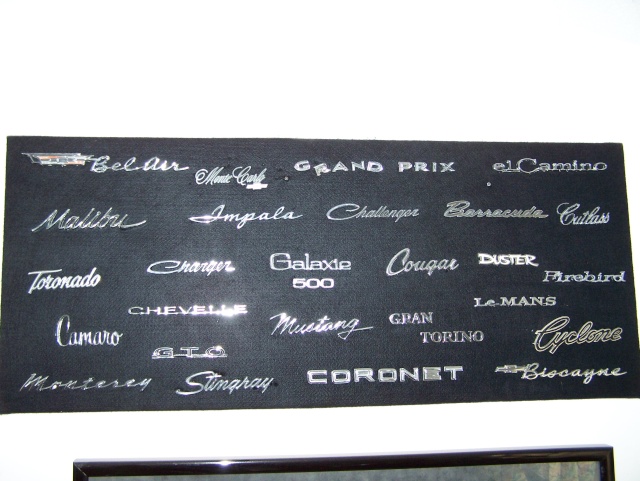 Bel Air
Monte Carlo
GRAND PRIX
el Camino
Malibu
Impala
Challenger
Barracuda
Cutlass
Toronado
Charger
Galaxie
500
Cougar
DUSTER
Firebird
CHEVELLE
Camaro
GTO
Mustang
GRAN
TORINO
Le MANS
Cyclone
Monterey
Stingray
CORONET
Biscayne